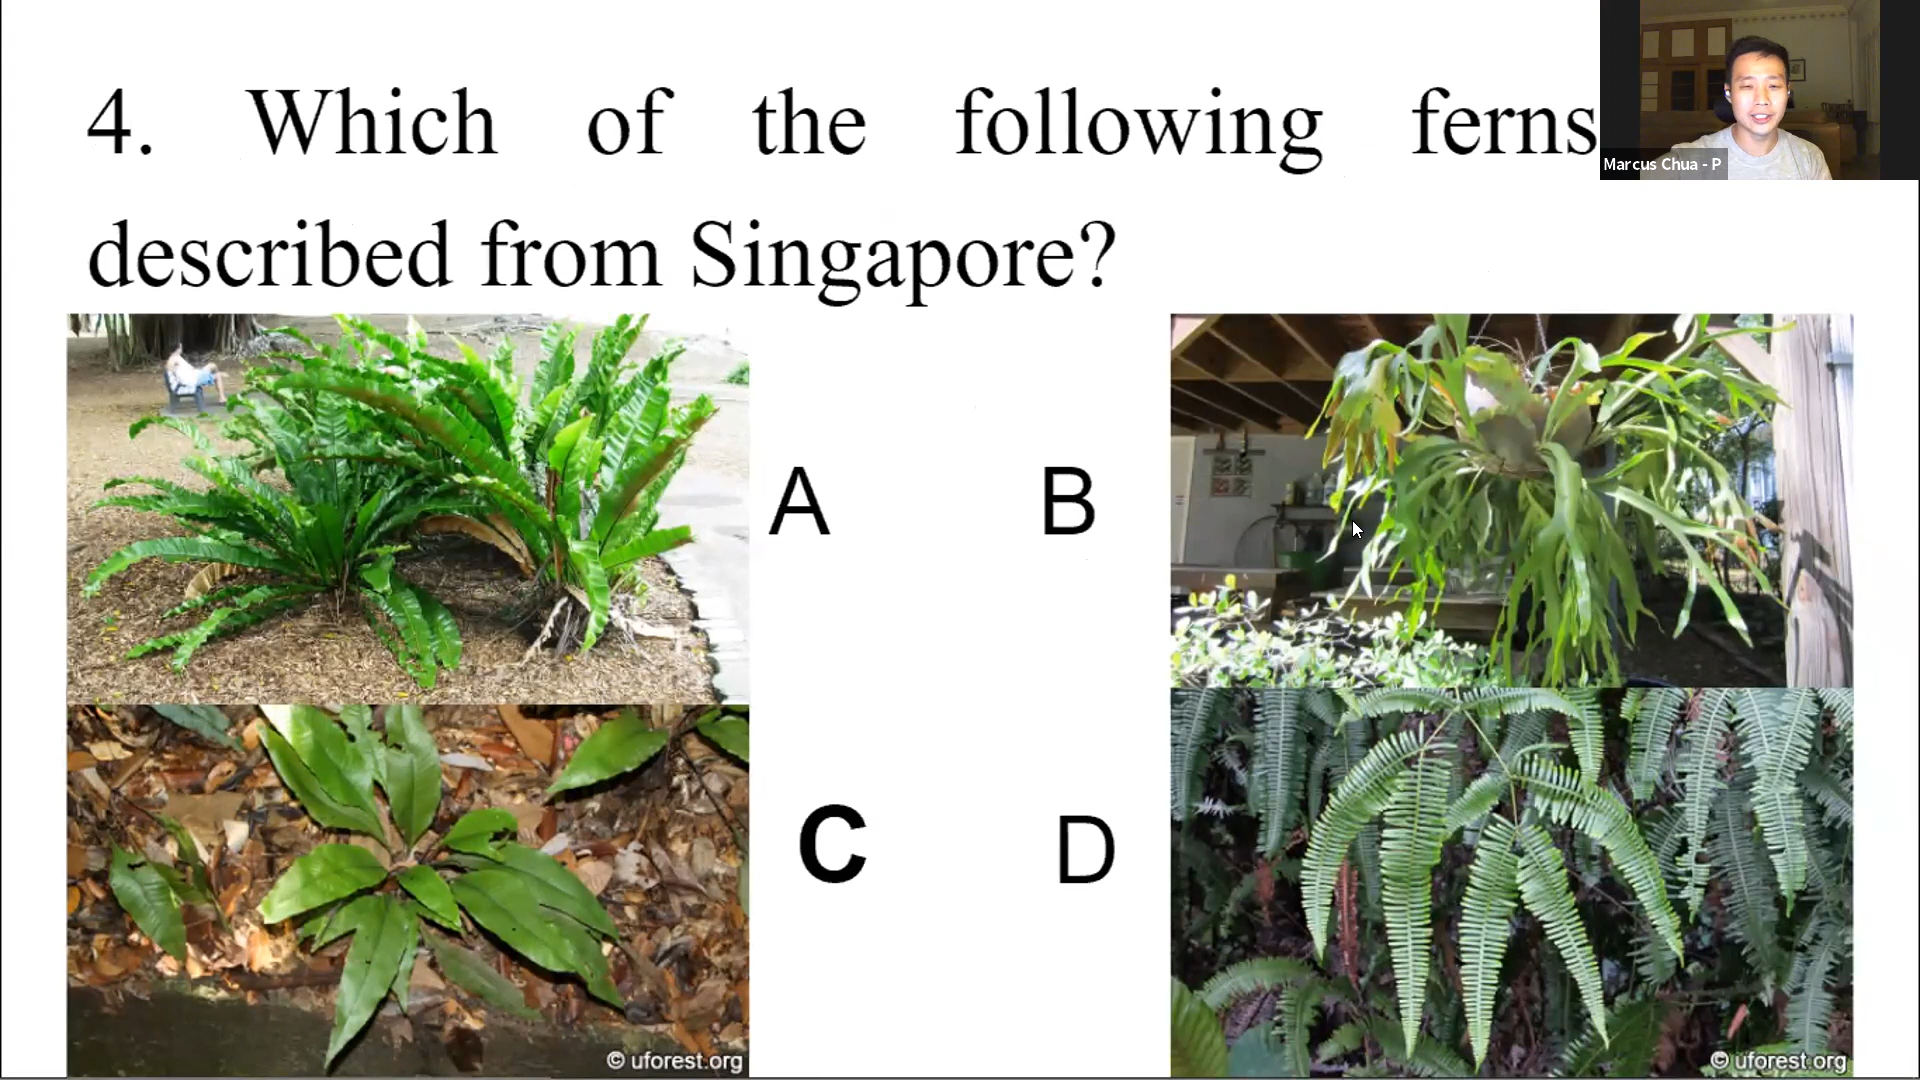 4. Which of the following ferns
described from Singapore?
Marcus Chua - P
A
B
C
D
© uforest.org
© uforest.org